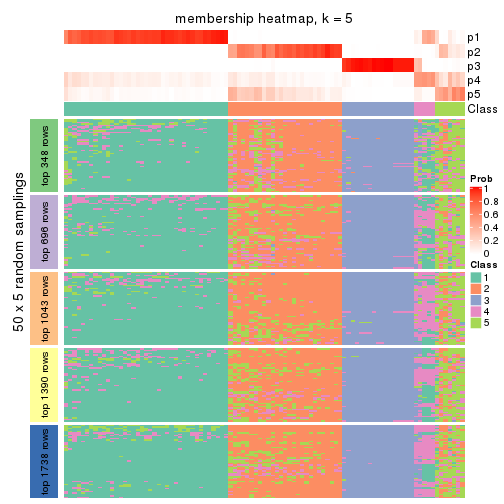 membership heatmap, k = 5
p1
p2
p3
p4
p5
Class
50 x 5 random samplings
top 348 rows
top 696 rows
top 1043 rows
top 1390 rows
top 1738 rows
Prob
1
0.8
0.6
0.4
0.2
0
Class
1
2
3
4
5